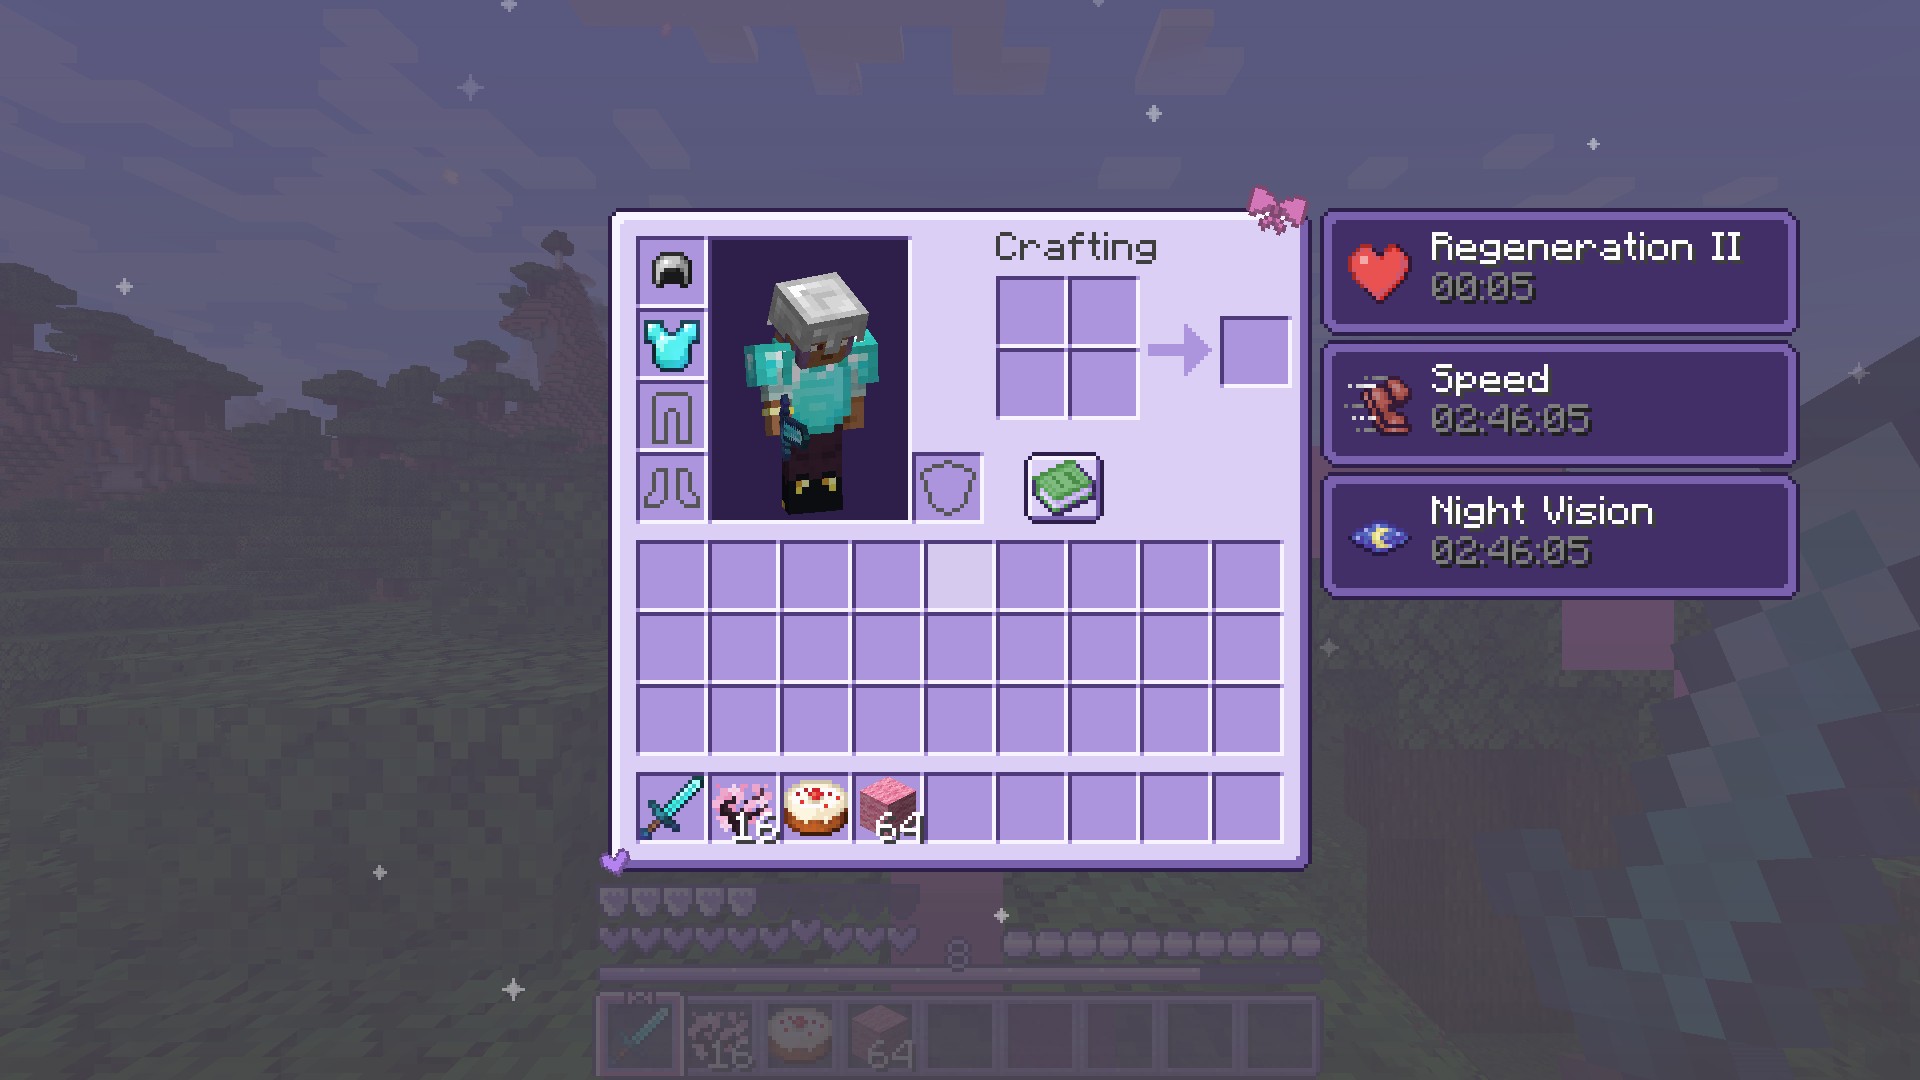 Crafting
Regeneration II
00:05
Speed
02:46:05
Night Vision
02:46:05
16
64
8
16
64